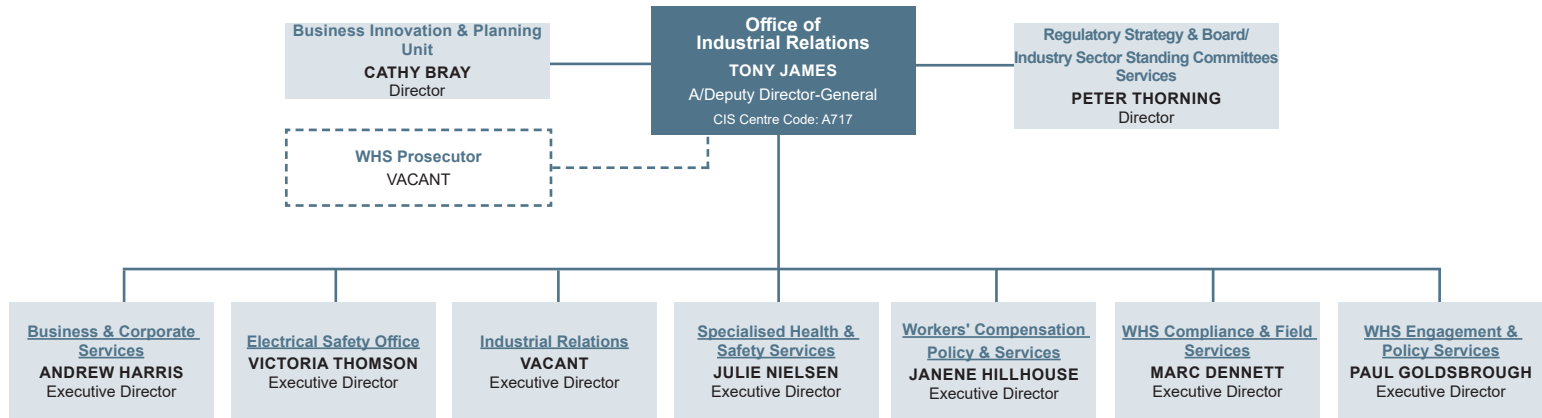 Office of
Industrial Relations
TONY JAMES
A/Deputy Director-General
CIS Centre Code: A717
Business Innovation & Planning
Unit
CATHY BRAY
Director
Regulatory Strategy & Board/
Industry Sector Standing Committees
Services
PETER THORNING
Director
WHS Prosecutor
VACANT
Business & Corporate
Services
ANDREW HARRIS
Executive Director
Electrical Safety Office
VICTORIA THOMSON
Executive Director
Industrial Relations
VACANT
Executive Director
Specialised Health &
Safety Services
JULIE NIELSEN
Executive Director
Workers' Compensation
Policy & Services
JANENE HILLHOUSE
Executive Director
WHS Compliance & Field
Services
MARC DENNETT
Executive Director
WHS Engagement &
Policy Services
PAUL GOLDSBROUGH
Executive Director